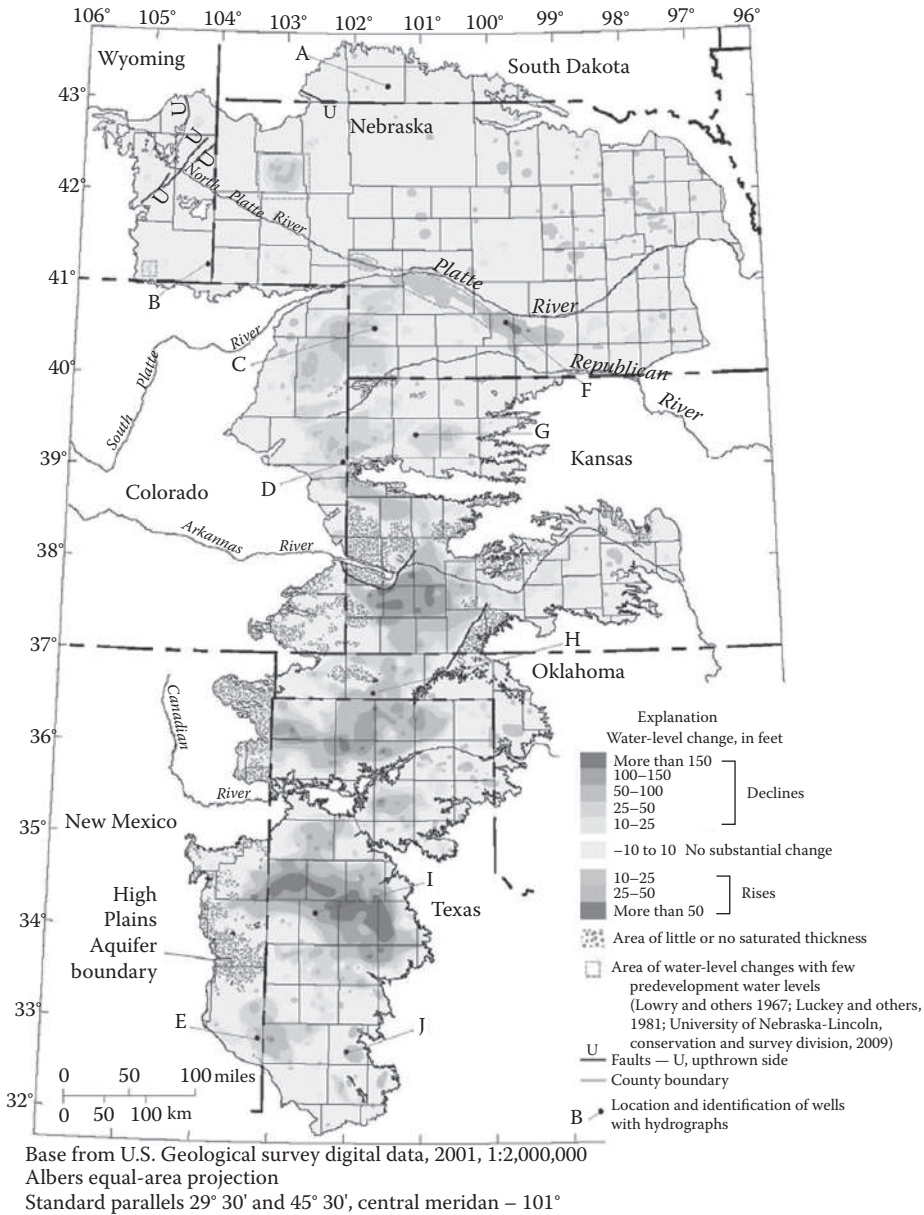 106° 105° 104° 103° 102° 101° 100° 99° 98° 97° 96°
A
Wyoming
South Dakota
43°
U
U
Nebraska
U
U
42°
U
North Platte River
41°
Platte
B
River
River
C
40°
Republican
South Platte
F
River
G
39°
Kansas
D
Colorado
Arkannas River
38°
37°
H
Oklahoma
Canadian
36°
River
35°
New Mexico
I
High
Plains
Aquifer
boundary
34°
Texas
33°
E
J
0 50 100 miles
32°
0 50 100 km
Explanation
Water-level change, in feet
More than 150
100–150
50–100
Declines
25–50
10–25
–10 to 10 No substantial change
10–25
25–50
Rises
More than 50
Area of little or no saturated thickness
Area of water-level changes with few
predevelopment water levels
(Lowry and others 1967; Luckey and others,
1981; University of Nebraska-Lincoln,
conservation and survey division, 2009)
U
Faults — U, upthrown side
County boundary
B
Location and identification of wells
with hydrographs
Base from U.S. Geological survey digital data, 2001, 1:2,000,000
Albers equal-area projection
Standard parallels 29° 30' and 45° 30', central meridian – 101°